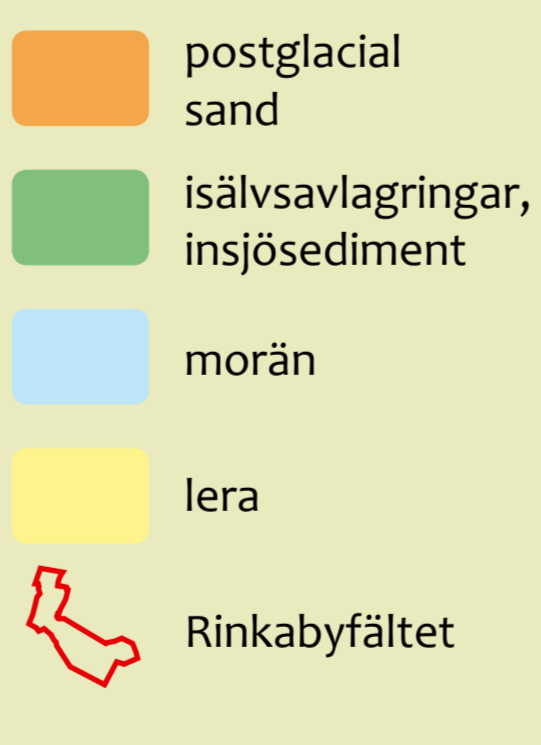 postglacial
sand
isälvsavlagringar,
insjösediment
morän
lera
Rinkabyfältet